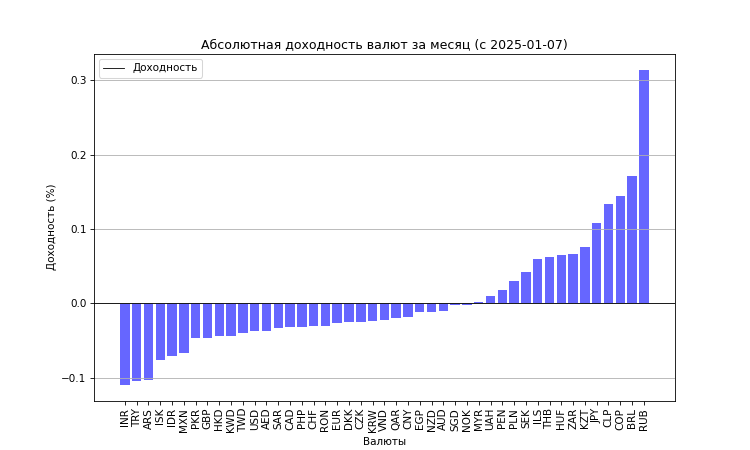 Абсолютная доходность валют за месяц (с 2025-01-07)
Доходность
Доходность (%)
0.3
0.2
0.1
0.0
−0.1
INR TRY ARS ISK IDR MXN PKR GBP HKD KWD TWD USD AED SAR CAD PHP CHF RON EUR DKK CZK KRW VND QAR CNY EGP NZD AUD SGD NOK MYR UAH PEN PLN SEK ILS THB HUF ZAR KZT JPY CLP COP BRL RUB
Валюты